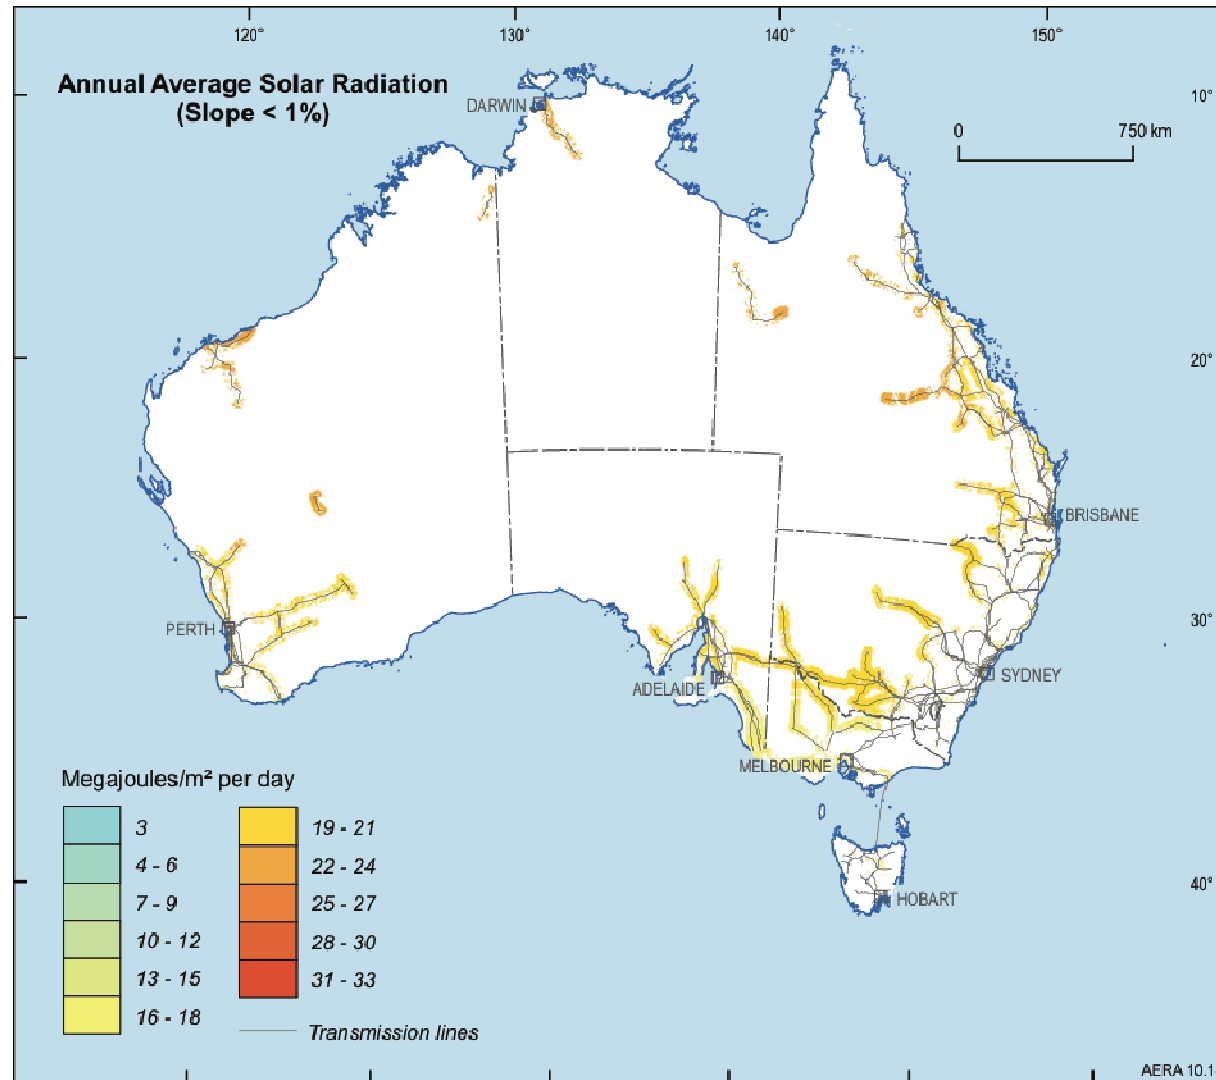 120°
130°
140°
150°
Annual Average Solar Radiation
(Slope < 1%)
DARWIN
10°
0
750 km
20°
BRISBANE
30°
PERTH
SYDNEY
ADELAIDE
MELBOURNE
Megajoules/m² per day
3
19 - 21
4 - 6
22 - 24
7 - 9
25 - 27
40°
HOBART
10 - 12
28 - 30
13 - 15
31 - 33
16 - 18
Transmission lines
AERA 10.1